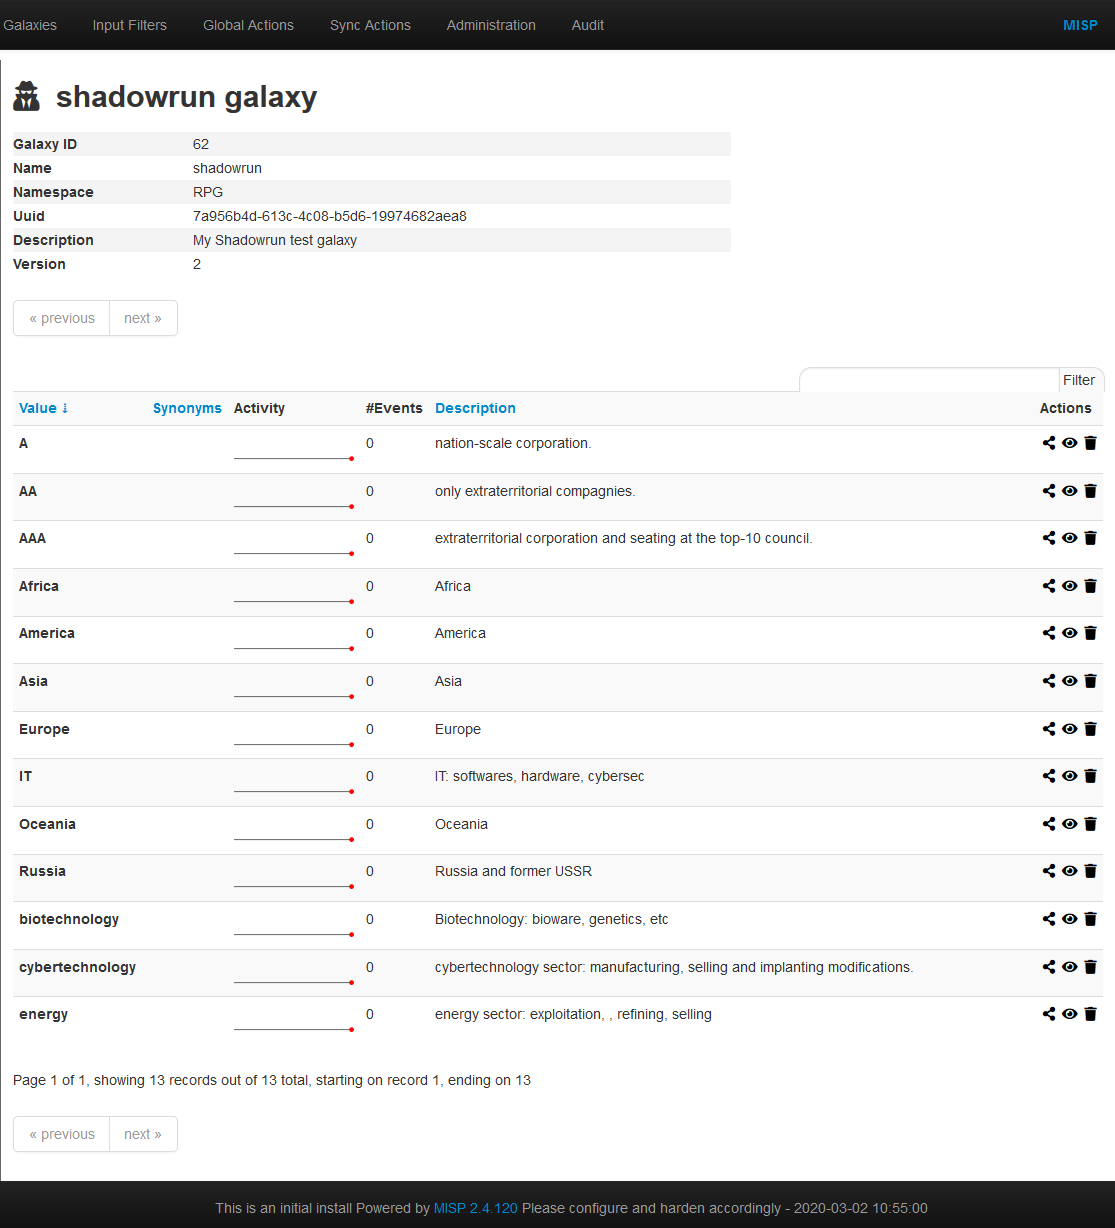 Galaxies Input Filters Global Actions Sync Actions Administration Audit MISP
shadowrun galaxy
Galaxy ID 62
Name shadowrun
Namespace RPG
Uuid 7a956b4d-613c-4c08-b5d6-19974682aea8
Description My Shadowrun test galaxy
Version 2
« previous next »
Filter
Value ↓ Synonyms Activity #Events Description Actions
A 0 nation-scale corporation.
AA 0 only extraterritorial compagnies.
AAA 0 extraterritorial corporation and seating at the top-10 council.
Africa 0 Africa
America 0 America
Asia 0 Asia
Europe 0 Europe
IT 0 IT: softwares, hardware, cybersec
Oceania 0 Oceania
Russia 0 Russia and former USSR
biotechnology 0 Biotechnology: bioware, genetics, etc
cybertechnology 0 cybertechnology sector: manufacturing, selling and implanting modifications.
energy 0 energy sector: exploitation, , refining, selling
Page 1 of 1, showing 13 records out of 13 total, starting on record 1, ending on 13
« previous next »
This is an initial install Powered by MISP 2.4.120 Please configure and harden accordingly - 2020-03-02 10:55:00